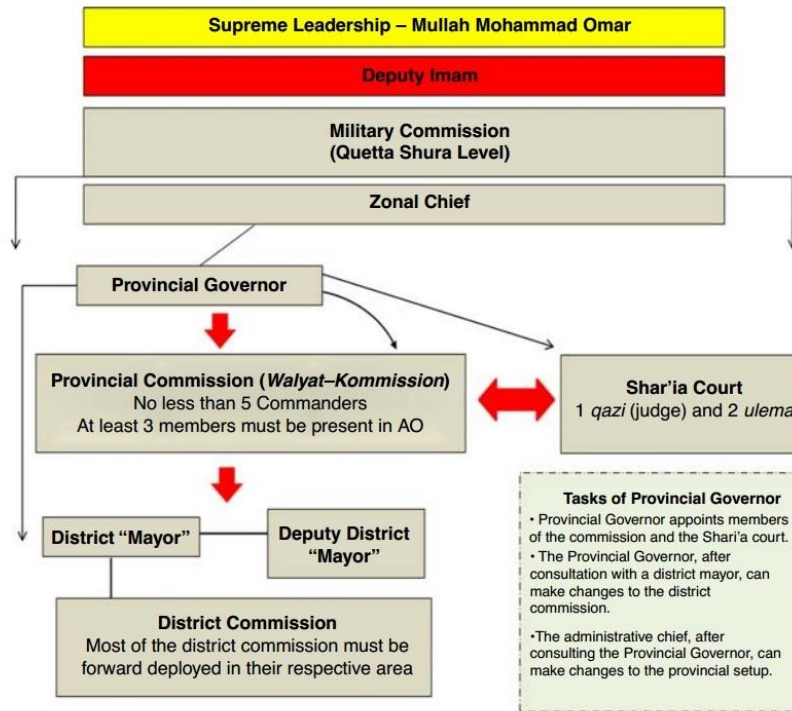 Supreme Leadership – Mullah Mohammad Omar
Deputy Imam
Military Commission
(Quetta Shura Level)
Zonal Chief
Provincial Governor
Provincial Commission (Walyat–Kommission)
No less than 5 Commanders
At least 3 members must be present in AO
Shar'ia Court
1 qazi (judge) and 2 ulema
District “Mayor”
Deputy District
“Mayor”
District Commission
Most of the district commission must be
forward deployed in their respective area
Tasks of Provincial Governor
• Provincial Governor appoints members
of the commission and the Shari'a court.
• The Provincial Governor, after
consultation with a district mayor, can
make changes to the district
commission.
•The administrative chief, after
consulting the Provincial Governor, can
make changes to the provincial setup.